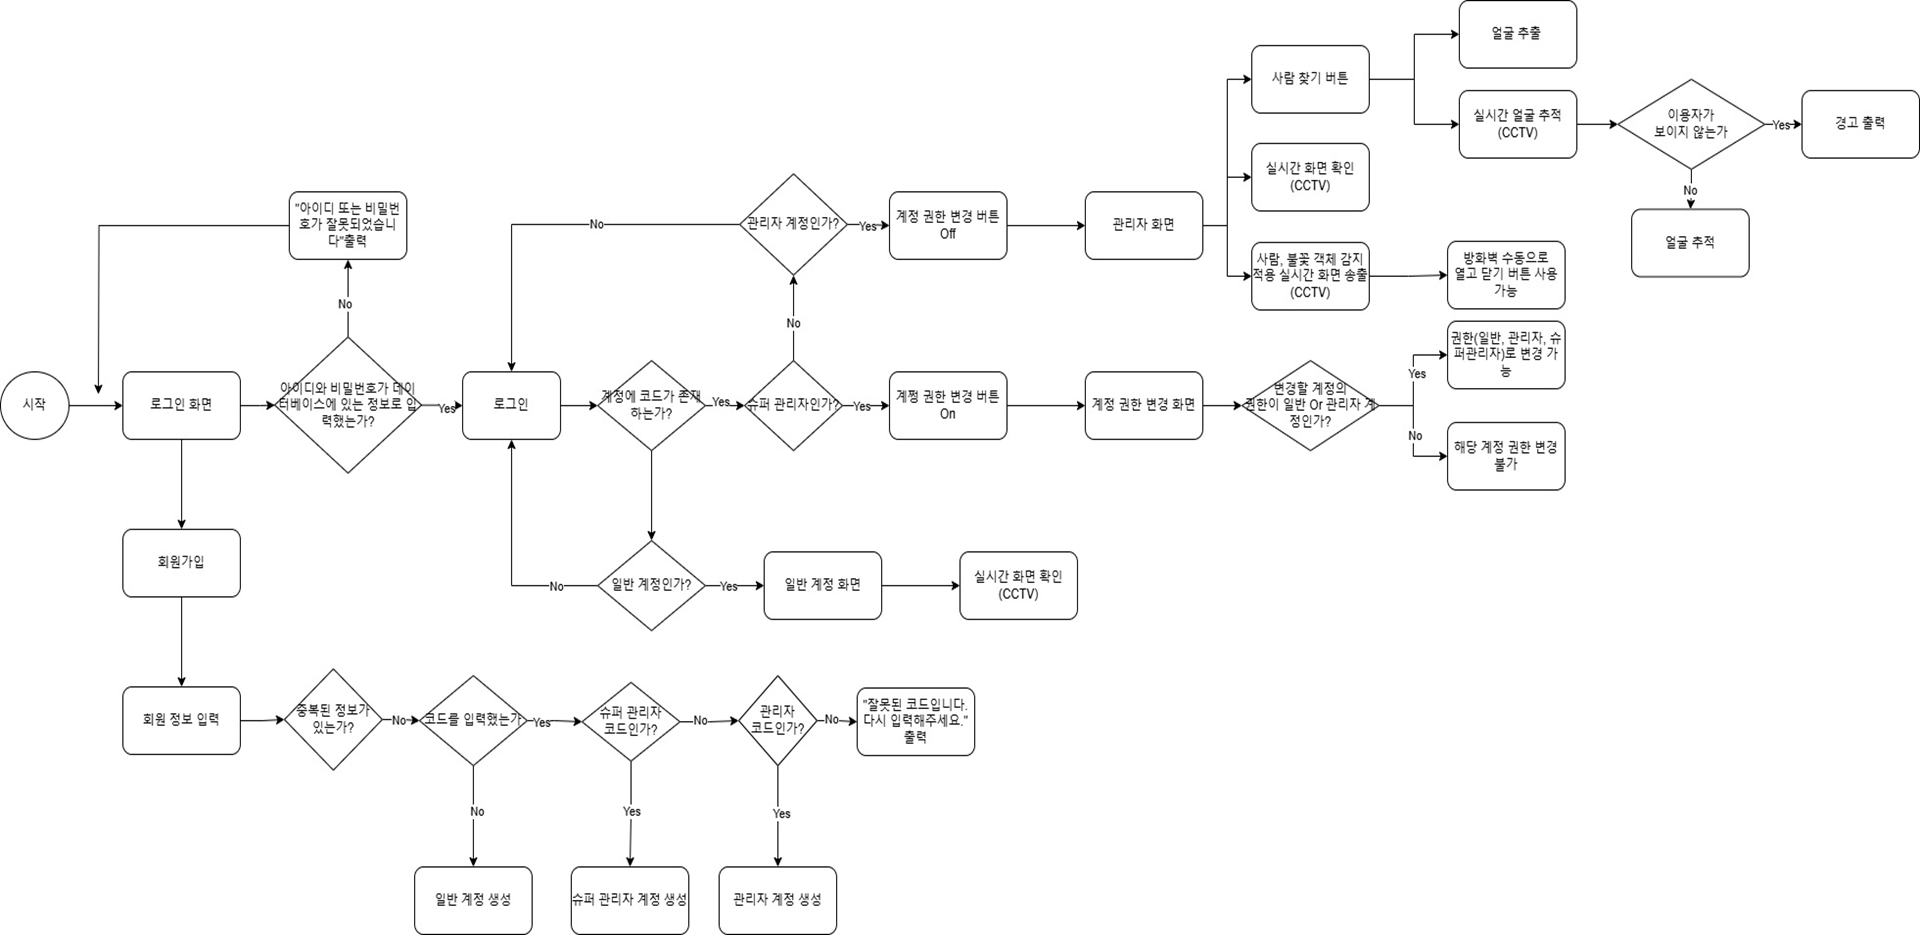 얼굴 추출
사람 찾기 버튼
실시간 얼굴 추적
(CCTV)
이용자가
보이지 않는가
Yes
경고 출력
No
얼굴 추적
실시간 화면 확인
(CCTV)
"아이디 또는 비밀번
호가 잘못되었습니
다"출력
No
관리자 계정인가?
Yes
계정 권한 변경 버튼
Off
관리자 화면
사람, 불꽃 객체 감지
적용 실시간 화면 송출
(CCTV)
방화벽 수동으로
열고 닫기 버튼 사용
가능
No
No
권한(일반, 관리자, 슈
퍼관리자)로 변경 가
능
시작
로그인 화면
아이와 비밀번호가 데이
터베이스에 있는 정보로 입
력했는가?
Yes
로그인
계정에 코드가 존재
하는가?
Yes
슈퍼 관리자인가?
Yes
계쩡 권한 변경 버튼
On
계정 권한 변경 화면
변경할 계정의
권한이 일반 Or 관리자 계
정인가?
Yes
No
해당 계정 권한 변경
불가
회원가입
No
일반 계정인가?
Yes
일반 계정 화면
실시간 화면 확인
(CCTV)
회원 정보 입력
중복된 정보가
있는가?
No
코드를 입력했는가
Yes
슈퍼 관리자
코드인가?
No
관리자
코드인가?
No
"잘못된 코드입니다.
다시 입력해주세요."
출력
No
Yes
Yes
일반 계정 생성
슈퍼 관리자 계정 생성
관리자 계정 생성